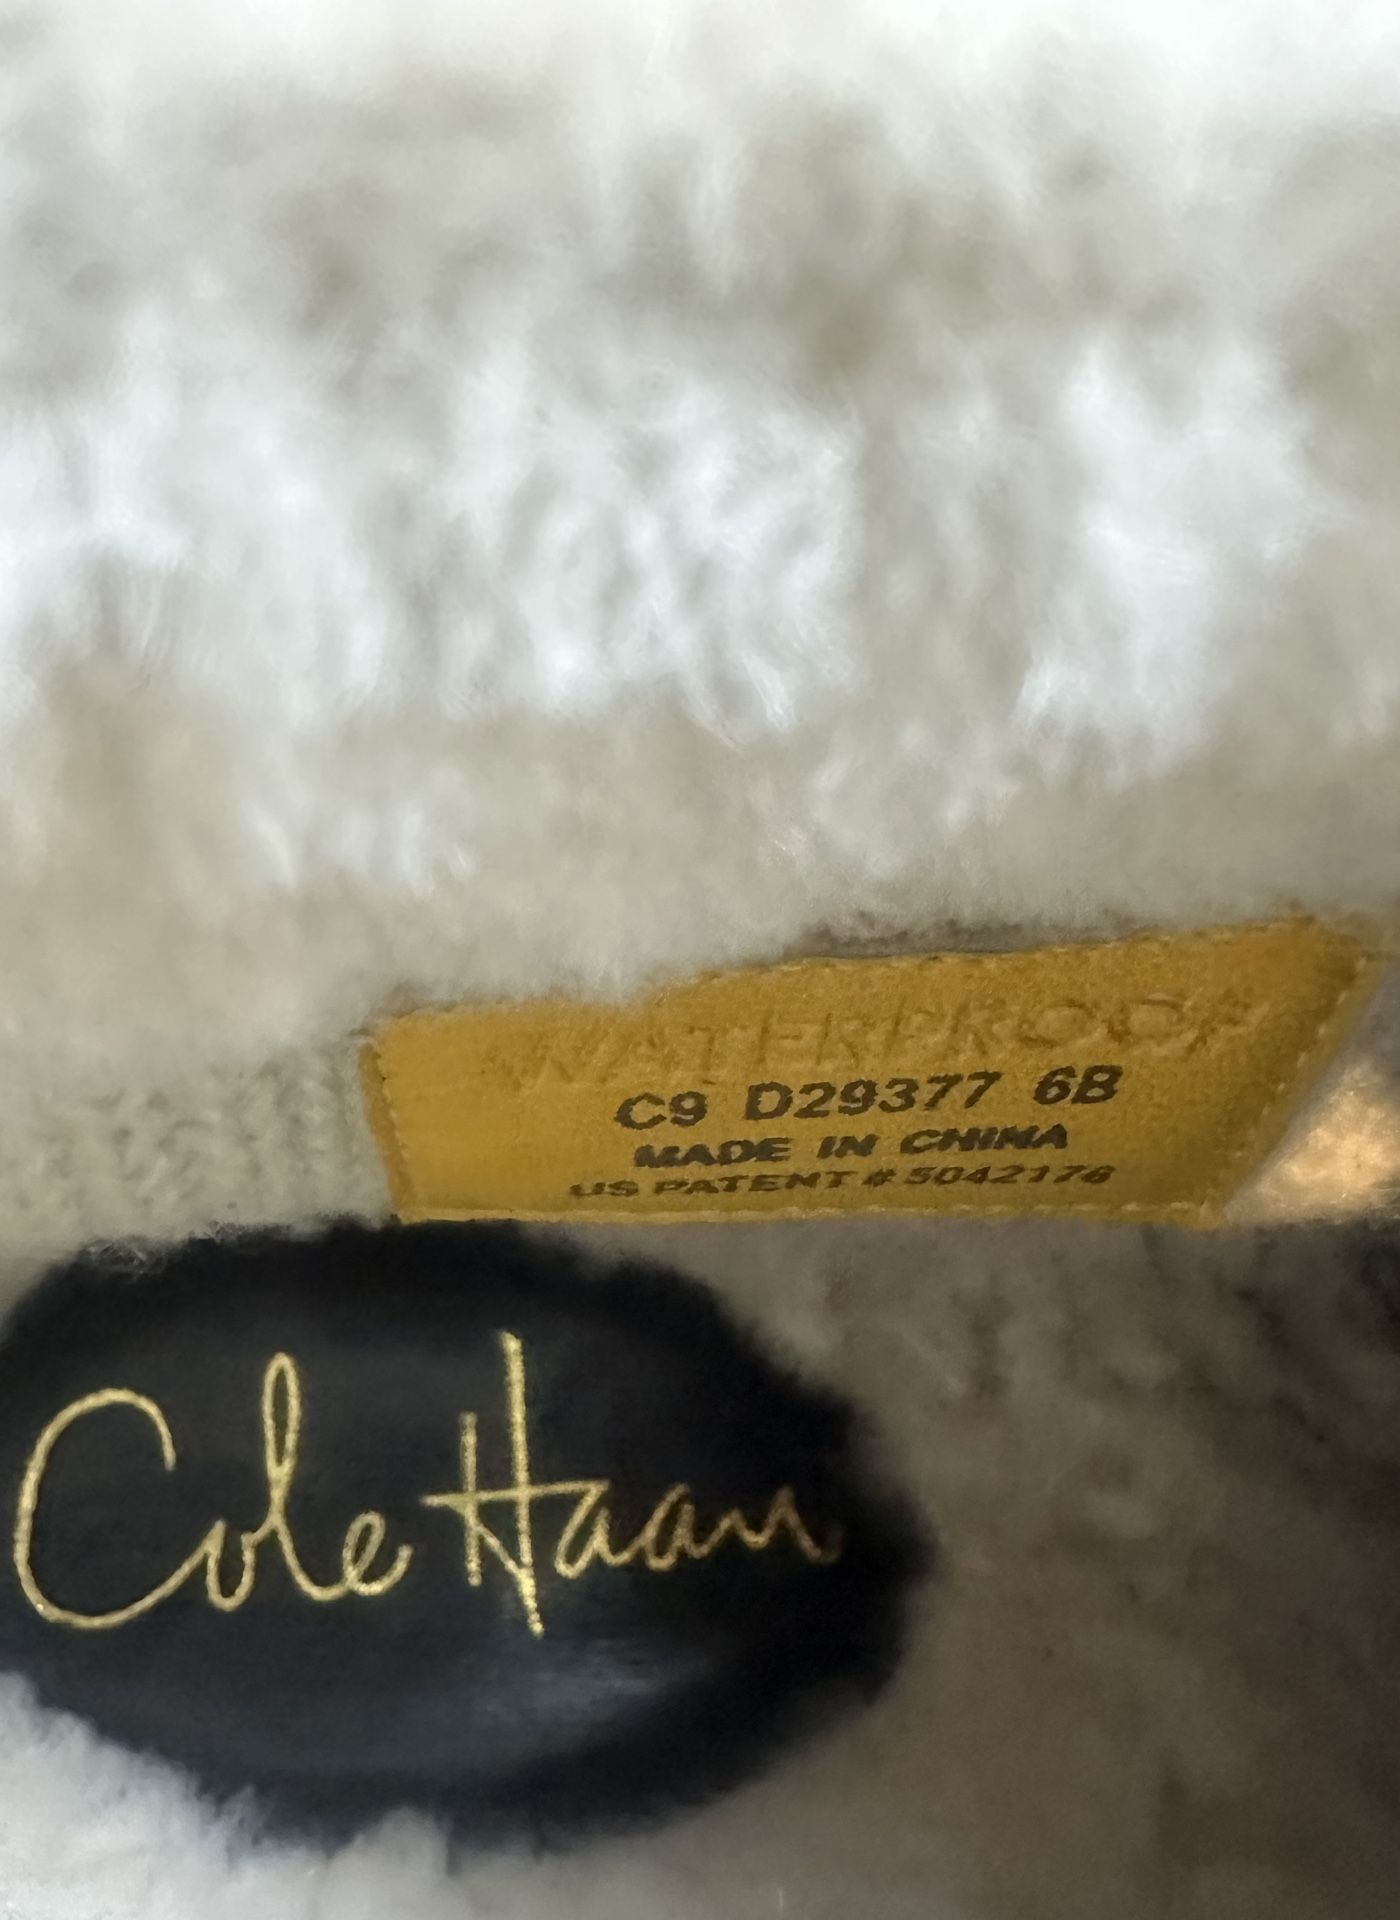 WATERPROOF
C9 D29377 6B
MADE IN CHINA
US PATENT # 5042176
Cole Haan